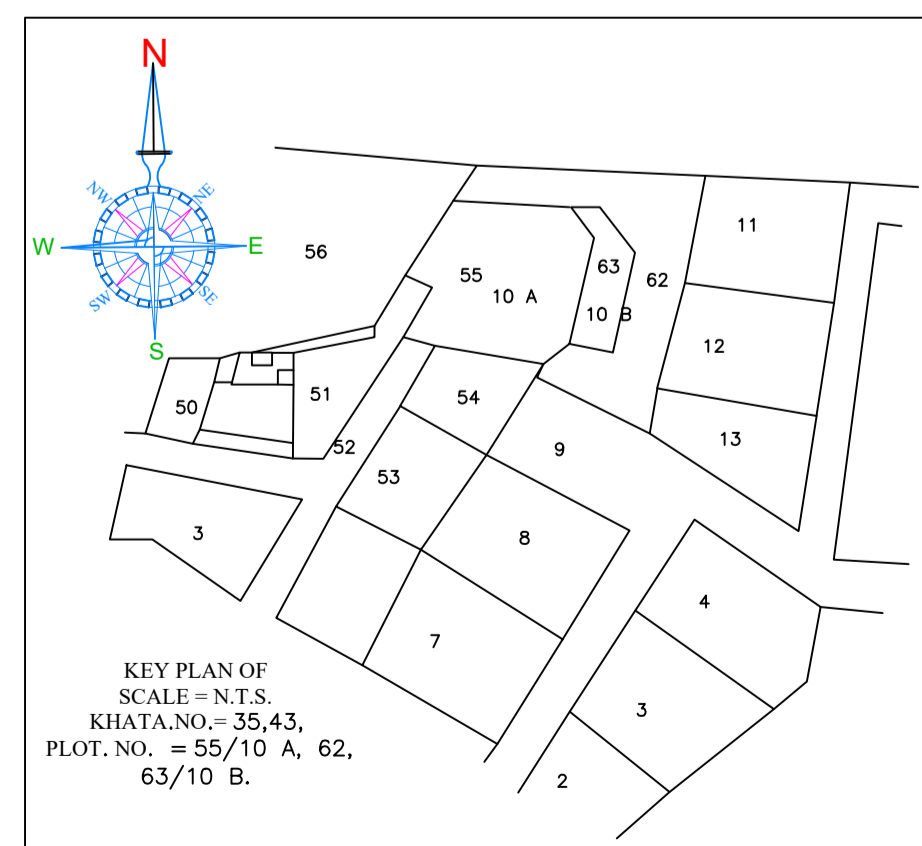 N
NW
NE
W
E
SW
SE
S
56
55
10 A
63
10 B
62
11
12
13
50
51
52
54
53
9
8
7
3
4
3
2
KEY PLAN OF
SCALE = N.T.S.
KHATA.NO.= 35,43,
PLOT. NO. = 55/10 A, 62,
63/10 B.